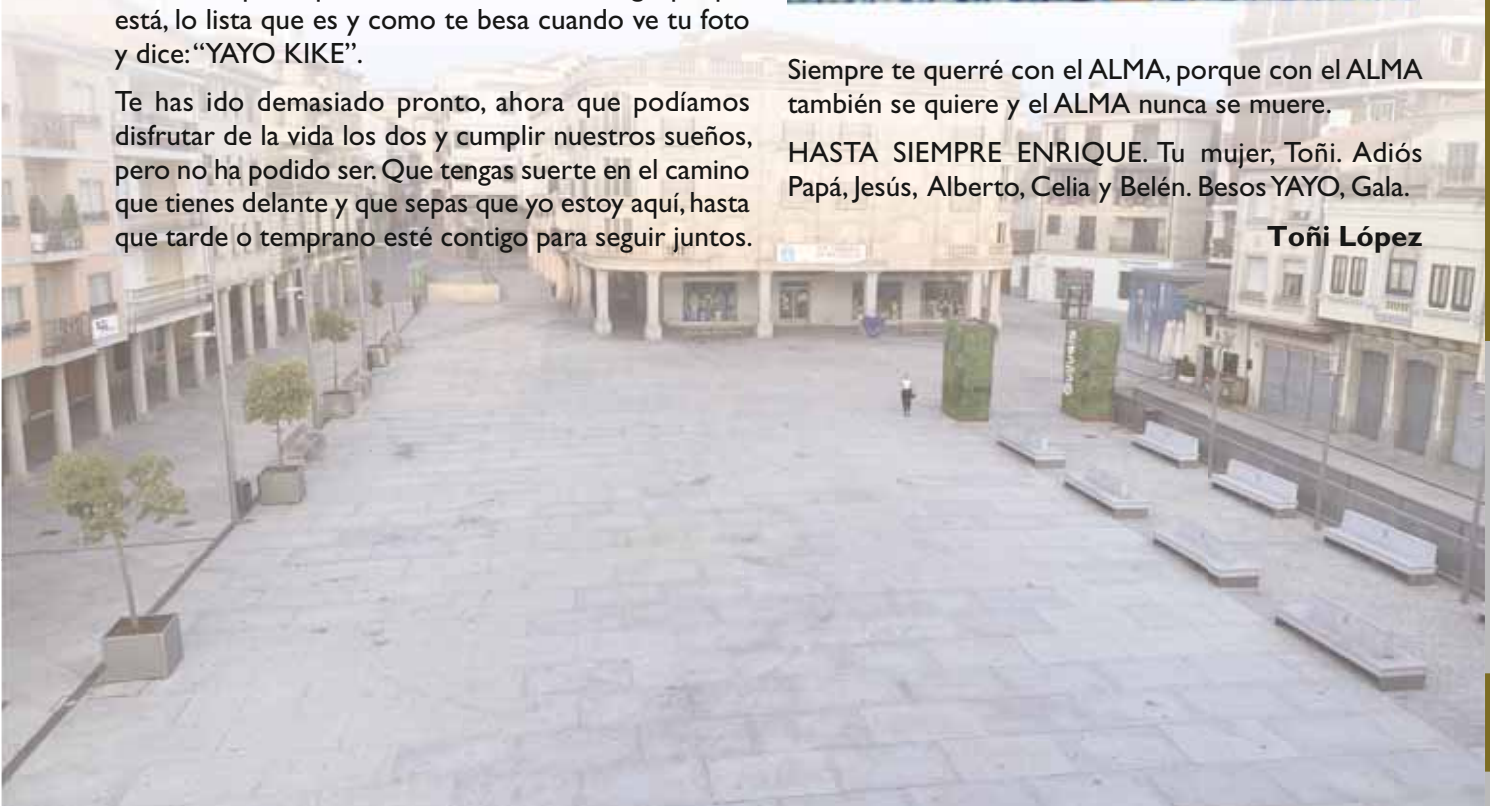 está, lo lista que es y como te besa cuando ve tu foto
y dice: “YAYO KIKE”.
Te has ido demasiado pronto, ahora que podíamos
disfrutar de la vida los dos y cumplir nuestros sueños,
pero no ha podido ser. Que tengas suerte en el camino
que tienes delante y que sepas que yo estoy aquí, hasta
que tarde o temprano esté contigo para seguir juntos.
Siempre te querré con el ALMA, porque con el ALMA
también se quiere y el ALMA nunca se muere.
HASTA SIEMPRE ENRIQUE. Tu mujer, Toñi. Adiós
Papá, Jesús, Alberto, Celia y Belén. Besos YAYO, Gala.
Toñi López